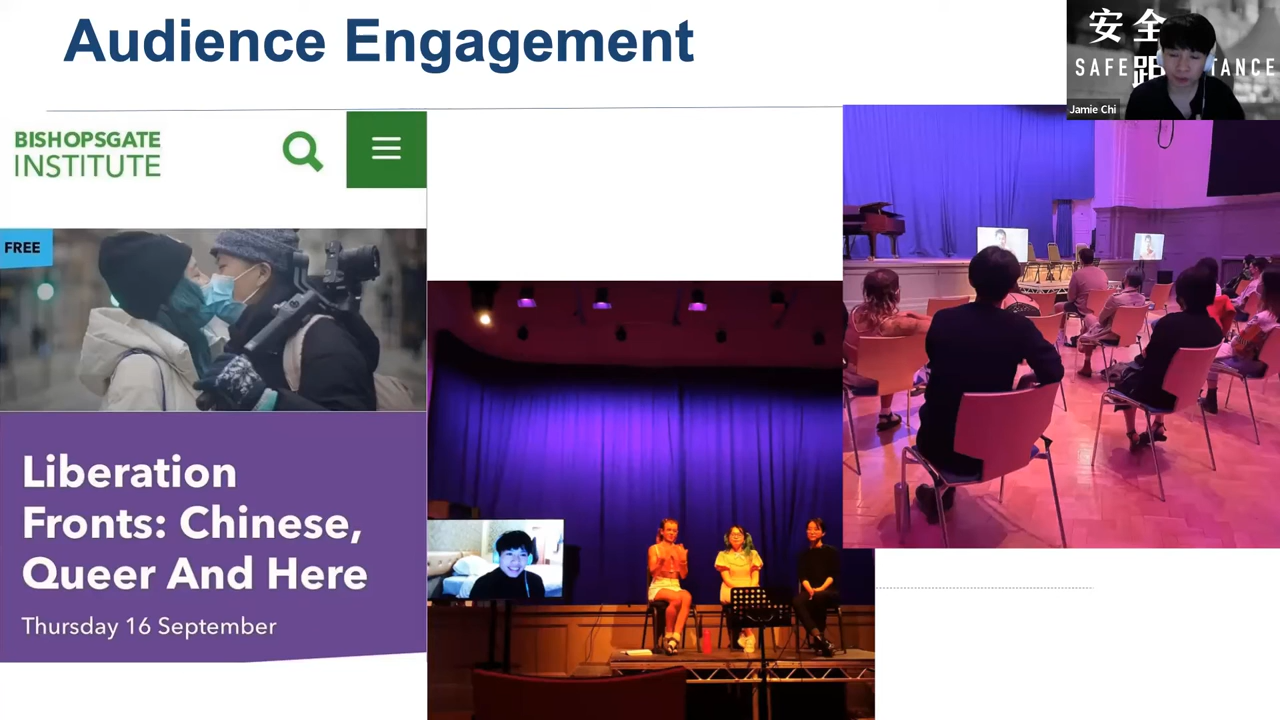 Audience Engagement
BISHOPSGATE
INSTITUTE
FREE
Liberation
Fronts: Chinese,
Queer And Here
Thursday 16 September
安全
距
SAFE
TANCE
Jamie Chi